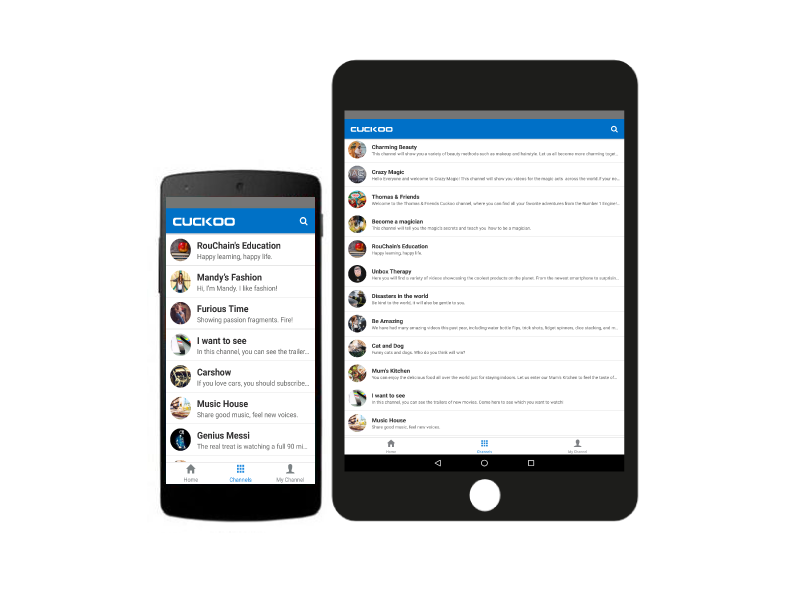 CUCKOO
RouChain's Education
Happy learning, happy life.
Mandy's Fashion
Hi, I'm Mandy. I like fashion!
Furious Time
Showing passion fragments. Fire!
I want to see
In this channel, you can see the trailer...
Carshow
If you love cars, you should subscribe...
Music House
Share good music, feel new voices.
Genius Messi
The real treat is watching a full 90 mi...
Home
Channels
My Channel
CUCKOO
Charming Beauty
This channel will show you a variety of beauty methods such as makeup and hairstyle. Let us all become more charming toge...
Crazy Magic
Hello Everyone and welcome to Crazy Magic! This channel will show you videos for the magic arts across the world! If you
Thomas & Friends
Welcome to the Thomas & Friends Cuckoo channel, where you can find all your favorite adventures from the Number 1 Engine!
Become a magician
This channel will tell you the magic secrets and teach you how to be a magician.
RouChain's Education
Happy learning, happy life.
Unbox Therapy
Here you will find a variety of videos showcasing the coolest products on the planet. From the newest smartphone to surprisin...
Disasters in the world
Be kind to the world, it will also be gentle to you.
Be Amazing
We have had many amazing videos this past year, including water bottle flips, trick shots, fidget spinners, dice stacking, and m...
Cat and Dog
Funny cats and dogs. Who do you think will win?
Mum's Kitchen
You can enjoy the delicious food all over the world just for staying indoors. Let us enter our Mum's Kitchen to feel the taste of...
I want to see
In this channel, you can see the trailers of new movies. Come here to see which you want to watch!
Music House
Share good music, feel new voices.
Home
Channels
My Channel